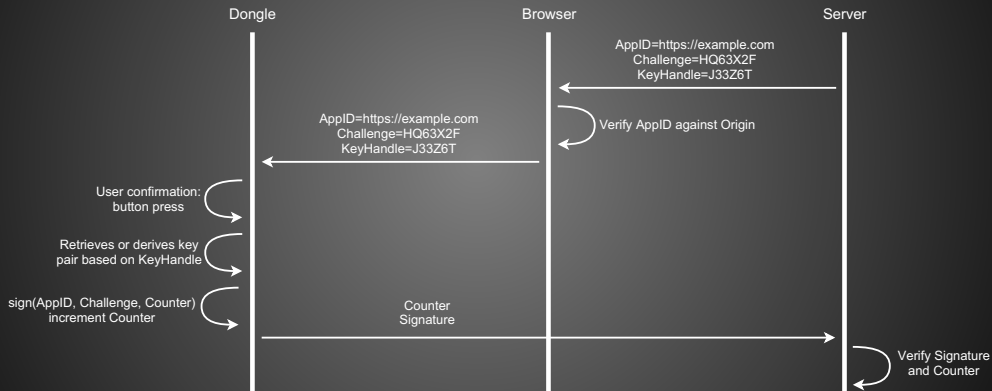 Dongle
Browser
Server
AppID=https://example.com
Challenge=HQ63X2F
KeyHandle=J33Z6T
Verify AppID against Origin
AppID=https://example.com
Challenge=HQ63X2F
KeyHandle=J33Z6T
User confirmation:
button press
Retrieves or derives key
pair based on KeyHandle
sign(AppID, Challenge, Counter)
increment Counter
Counter
Signature
Verify Signature
and Counter